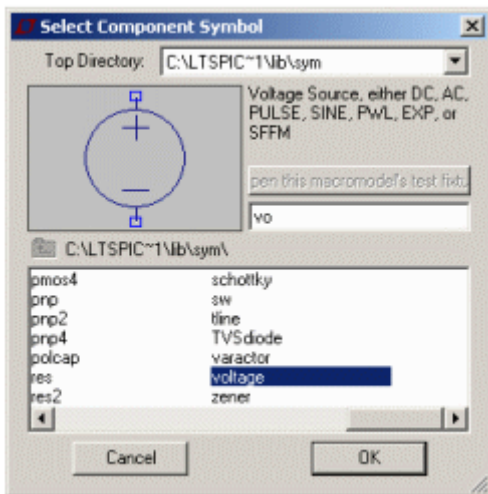 Select Component Symbol
Top Directory: C:\LTSPIC~1\lib\sym
Voltage Source, either DC, AC,
PULSE, SINE, PWL, EXP, or
SFFM
pen this macromodel's test fixtu
vo
C:\LTSPIC~1\lib\sym\
pmos4 schottky
pnp sw
pnp2 tline
pnp4 TVSdiode
polcap varactor
res voltage
res2 zener
Cancel OK